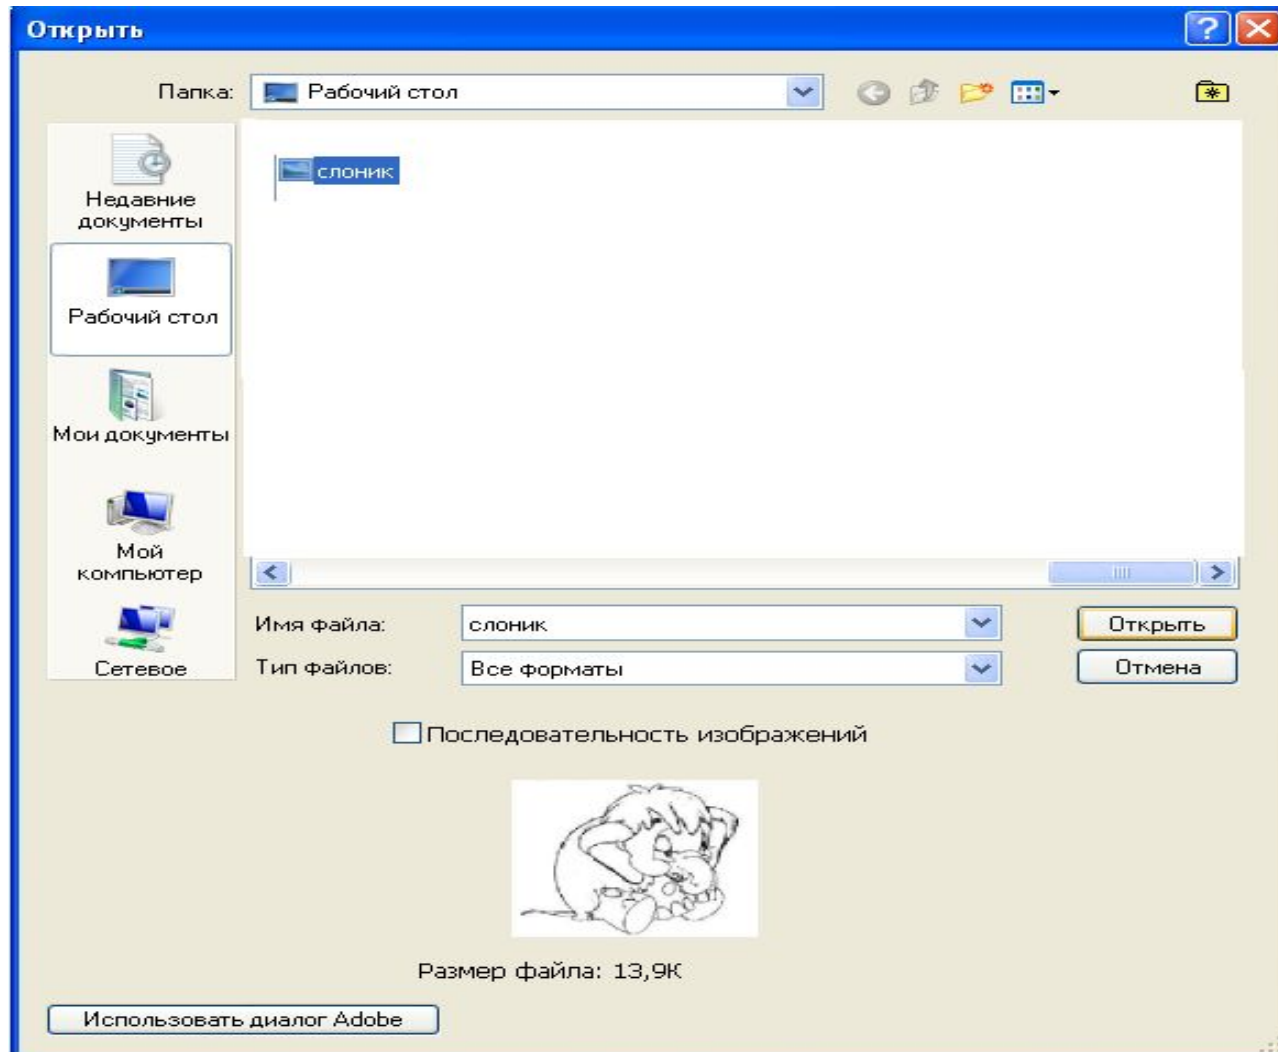 Открыть
Папка: Рабочий стол
слоник
Недавние
документы
Рабочий стол
Мои документы
Мой
компьютер
Сетевое
Имя файла: слоник Открыть
Тип файлов: Все форматы Отмена
Последовательность изображений
Размер файла: 13,9К
Использовать диалог Adobe